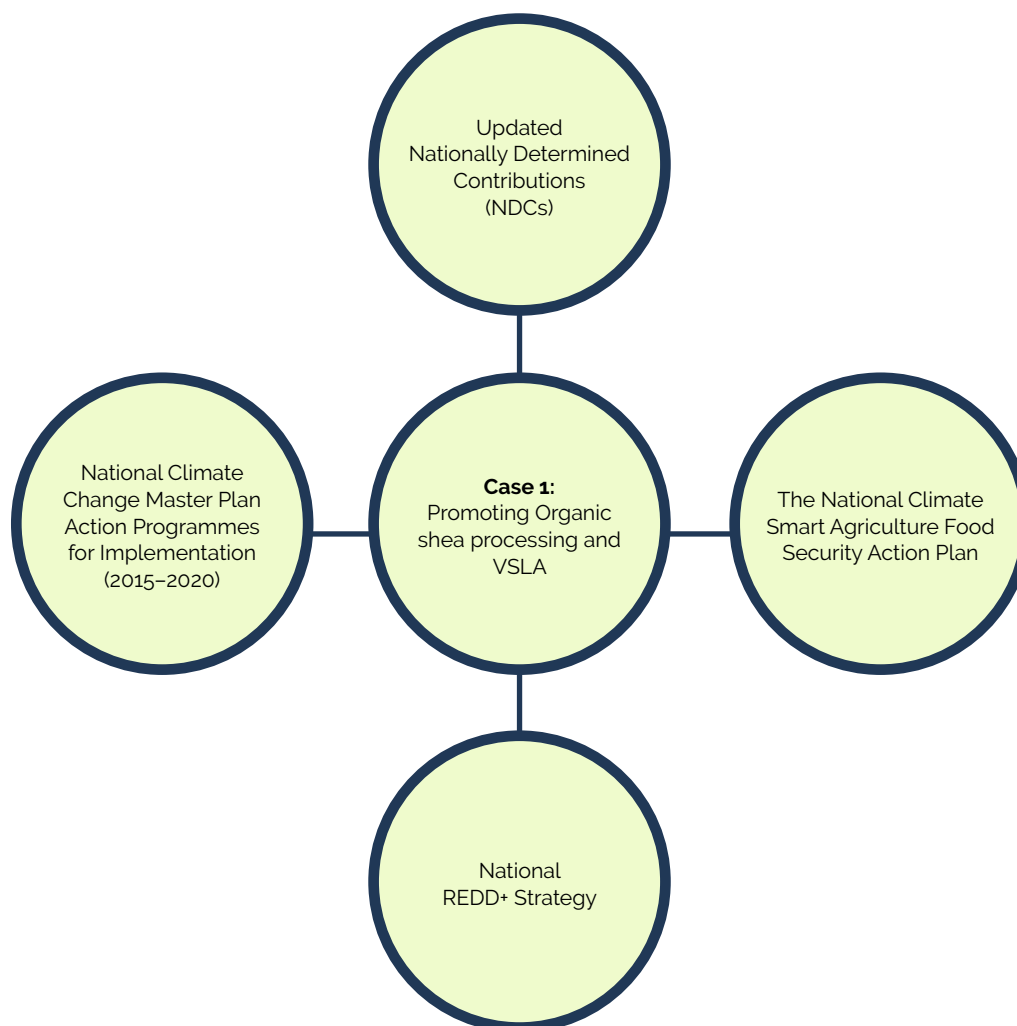 Updated
Nationally Determined
Contributions
(NDCs)
National Climate
Change Master Plan
Action Programmes
for Implementation
(2015–2020)
Case 1:
Promoting Organic
shea processing and
VSLA
The National Climate
Smart Agriculture Food
Security Action Plan
National
REDD+ Strategy